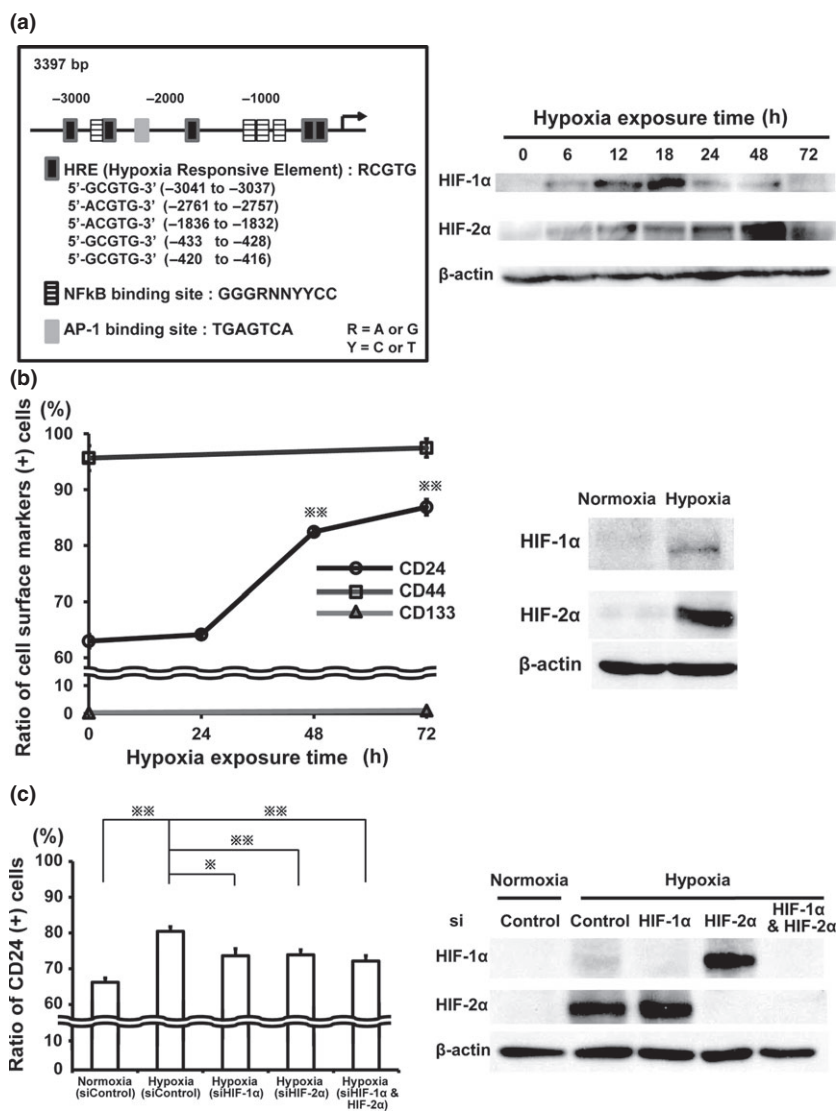 (a)
3397 bp
–3000 –2000 –1000
HRE (Hypoxia Responsive Element) : RCGTG
5'-GCGTG-3' (–3041 to –3037)
5'-ACGTG-3' (–2761 to –2757)
5'-ACGTG-3' (–1836 to –1832)
5'-GCGTG-3' (–433 to –428)
5'-GCGTG-3' (–420 to –416)
NFkB binding site : GGGRNNYYCC
AP-1 binding site : TGAGTCA
R = A or G
Y = C or T
Hypoxia exposure time (h)
0 6 12 18 24 48 72
HIF-1α
HIF-2α
β-actin
(b)
(%)
Ratio of cell surface markers (+) cells
100
90
80
70
60
10
0
※※
※※
CD24
CD44
CD133
0 24 48 72
Hypoxia exposure time (h)
Normoxia Hypoxia
HIF-1α
HIF-2α
β-actin
(c)
(%)
Ratio of CD24 (+) cells
100
90
80
70
60
10
0
※※ ※※
※※
※
Normoxia (siControl)
Hypoxia (siControl)
Hypoxia (siHIF-1α)
Hypoxia (siHIF-2α)
Hypoxia (siHIF-1α & HIF-2α)
Normoxia Hypoxia
si Control Control HIF-1α HIF-2α HIF-1α & HIF-2α
HIF-1α
HIF-2α
β-actin